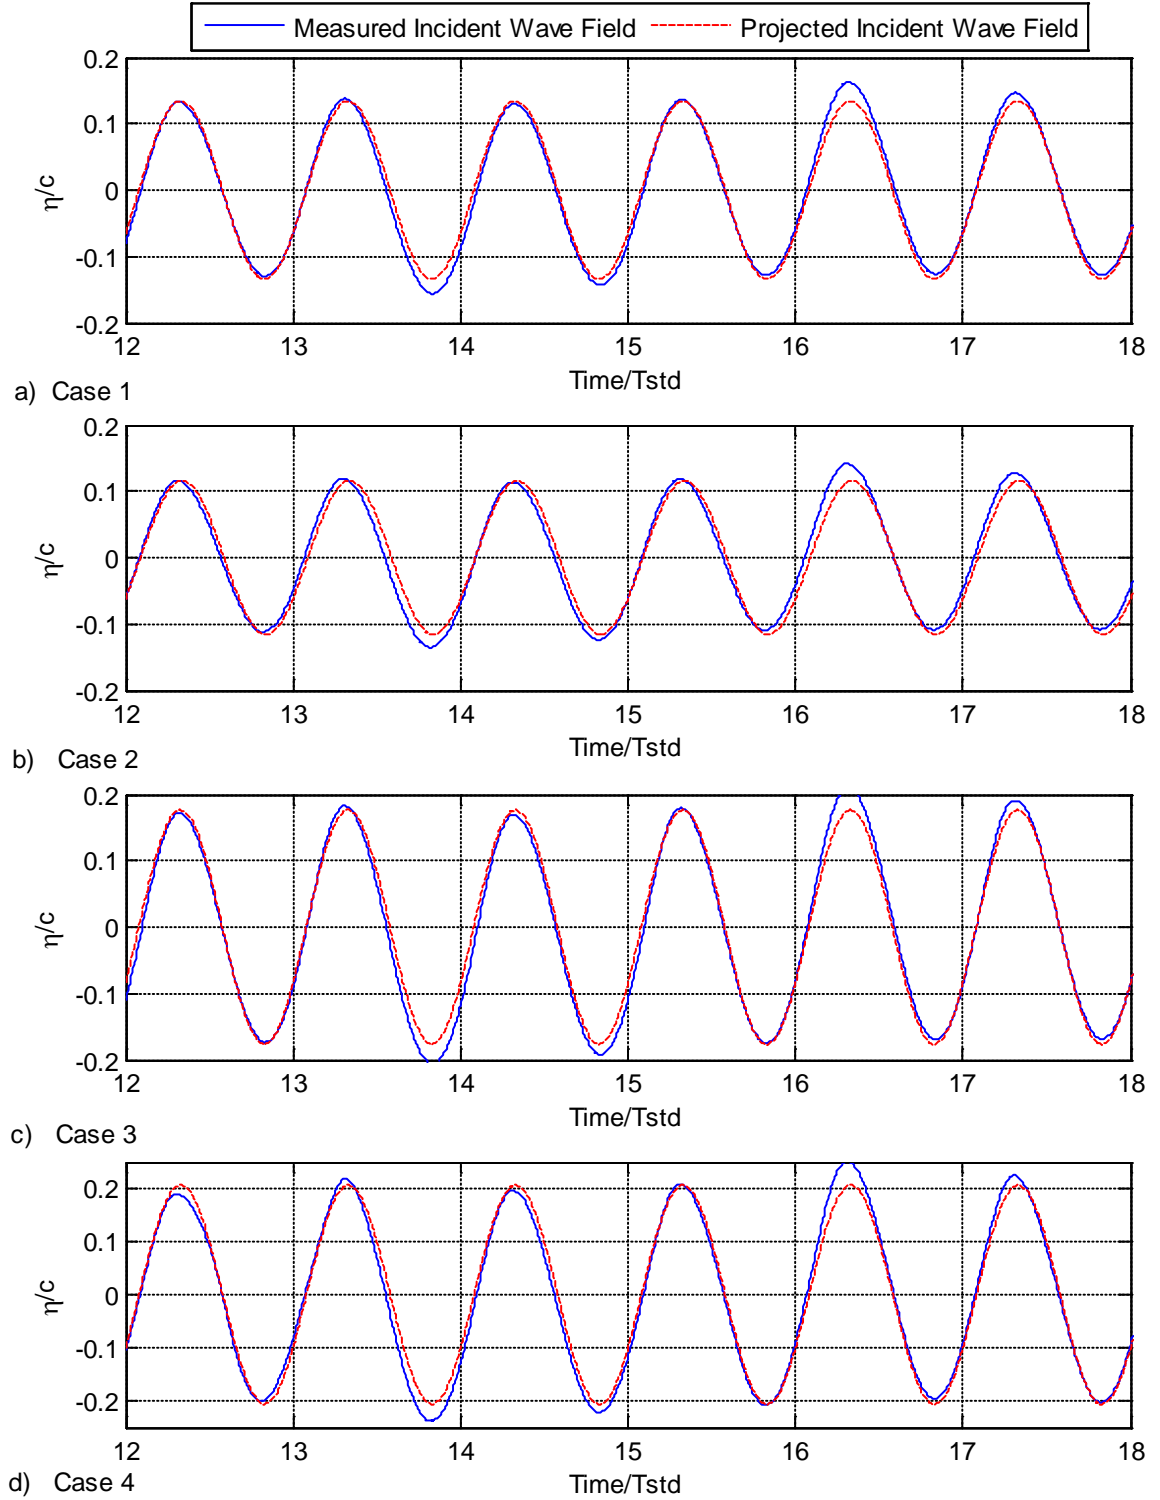 Measured Incident Wave Field Projected Incident Wave Field
0.2
0.1
0
-0.1
-0.2
η/c
12 13 14 15 16 17 18
Time/Tstd
a) Case 1
0.2
0.1
0
-0.1
-0.2
η/c
12 13 14 15 16 17 18
Time/Tstd
b) Case 2
0.2
0.1
0
-0.1
-0.2
η/c
12 13 14 15 16 17 18
Time/Tstd
c) Case 3
0.2
0.1
0
-0.1
-0.2
η/c
12 13 14 15 16 17 18
Time/Tstd
d) Case 4